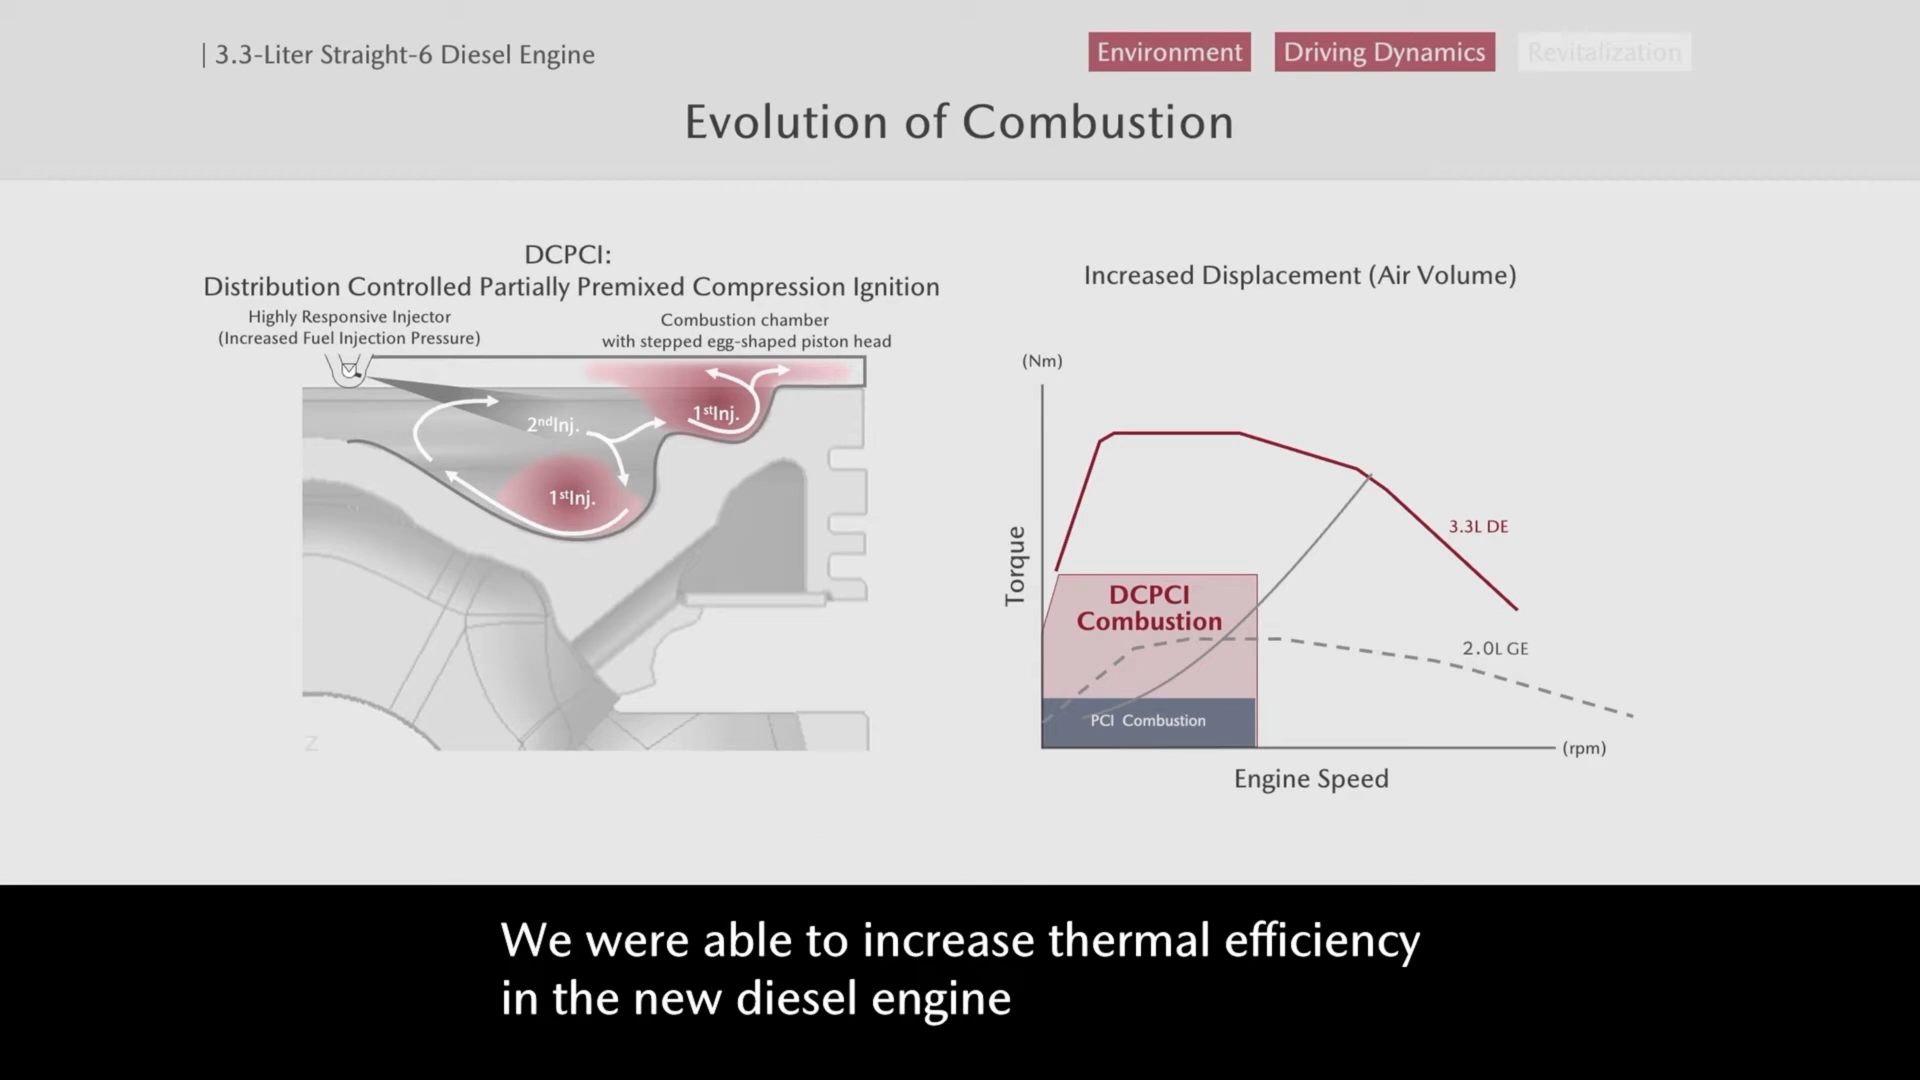 | 3.3-Liter Straight-6 Diesel Engine
Environment
Driving Dynamics
Revitalization
Evolution of Combustion
DCPCI:
Distribution Controlled Partially Premixed Compression Ignition
Highly Responsive Injector
(Increased Fuel Injection Pressure)
Combustion chamber
with stepped egg-shaped piston head
2ndInj.
1stInj.
1stInj.
Z
Increased Displacement (Air Volume)
(Nm)
Torque
3.3L DE
DCPCI
Combustion
2.0L GE
PCI Combustion
(rpm)
Engine Speed
We were able to increase thermal efficiency
in the new diesel engine